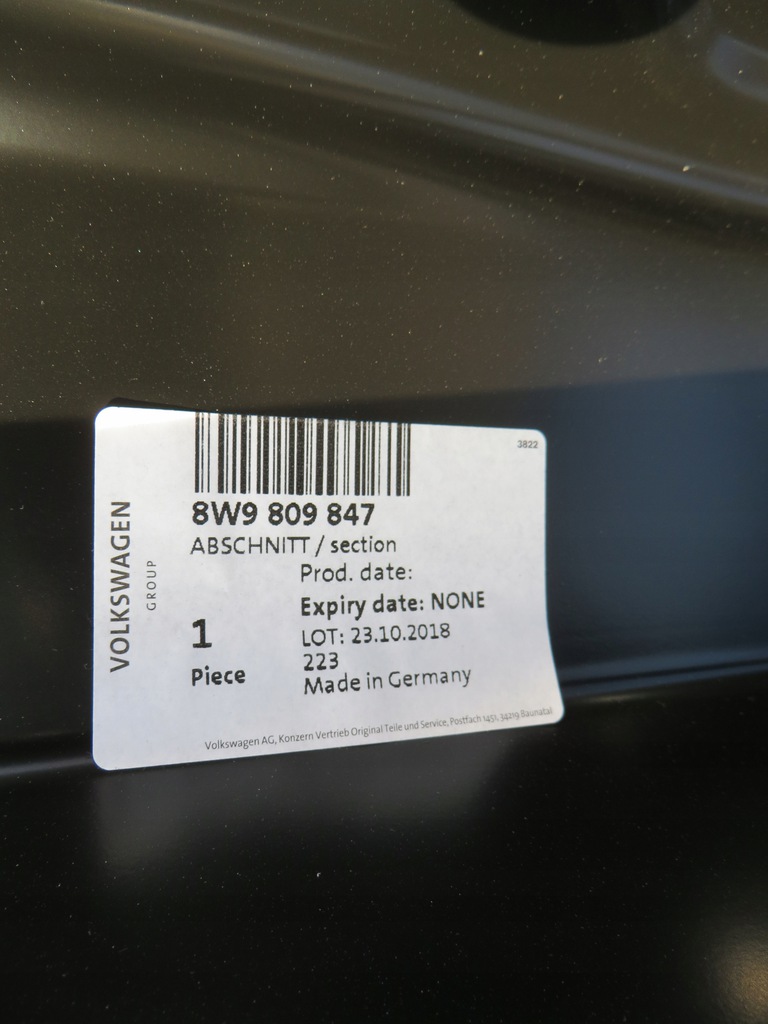 3822
8W9 809 847
ABSCHNITT / section
Prod. date:
Expiry date: NONE
LOT: 23.10.2018
223
Made in Germany
1
Piece
VOLKSWAGEN
GROUP
Volkswagen AG, Konzern Vertrieb Original Teile und Service, Postfach 1451, 34219 Baunatal